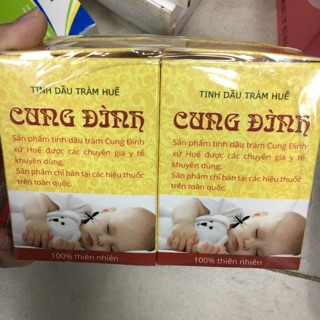 TINH DẦU TRÀM HUẾ
CUNG ĐÌNH
Sản phẩm tinh dầu tràm Cung Đình
xứ Huế được các chuyên gia y tế
khuyên dùng.
Sản phẩm chỉ bán tại các hiệu thuốc
trên toàn quốc.
100% thiên nhiên
TINH DẦU TRÀM HUẾ
CUNG ĐÌNH
Sản phẩm tinh dầu tràm Cung Đình
xứ Huế được các chuyên gia y tế
khuyên dùng.
Sản phẩm chỉ bán tại các hiệu thuốc
trên toàn quốc.
100% thiên nhiên